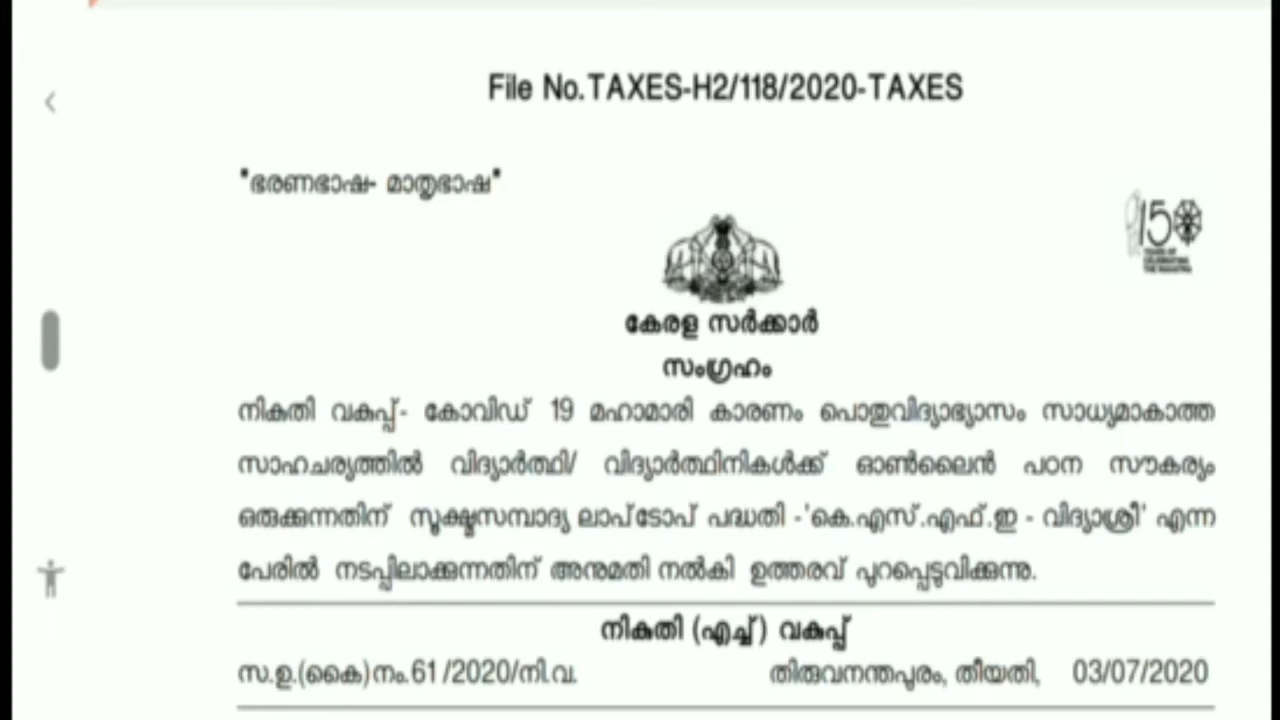 File No.TAXES-H2/118/2020-TAXES
"ഭരണഭാഷ- മാതൃഭാഷ"
150
കേരള സർക്കാർ
സംഗ്രഹം
നികുതി വകുപ്പ്- കോവിഡ് 19 മഹാമാരി കാരണം പൊതുവിദ്യാഭ്യാസം സാധ്യമാകാത്ത
സാഹചര്യത്തിൽ വിദ്യാർത്ഥി/ വിദ്യാർത്ഥിനികൾക്ക് ഓൺലൈൻ പഠന സൗകര്യം
ഒരുക്കുന്നതിന് സൂക്ഷ്മസമ്പാദ്യ ലാപ്ടോപ് പദ്ധതി -'കെ.എസ്.എഫ്.ഇ - വിദ്യാശ്രീ' എന്ന
പേരിൽ നടപ്പിലാക്കുന്നതിന് അനുമതി നൽകി ഉത്തരവ് പുറപ്പെടുവിക്കുന്നു.
നികുതി (എച്ച്) വകുപ്പ്
സ.ഉ.(കൈ)നം.61/2020/നി.വ. തിരുവനന്തപുരം, തീയതി, 03/07/2020